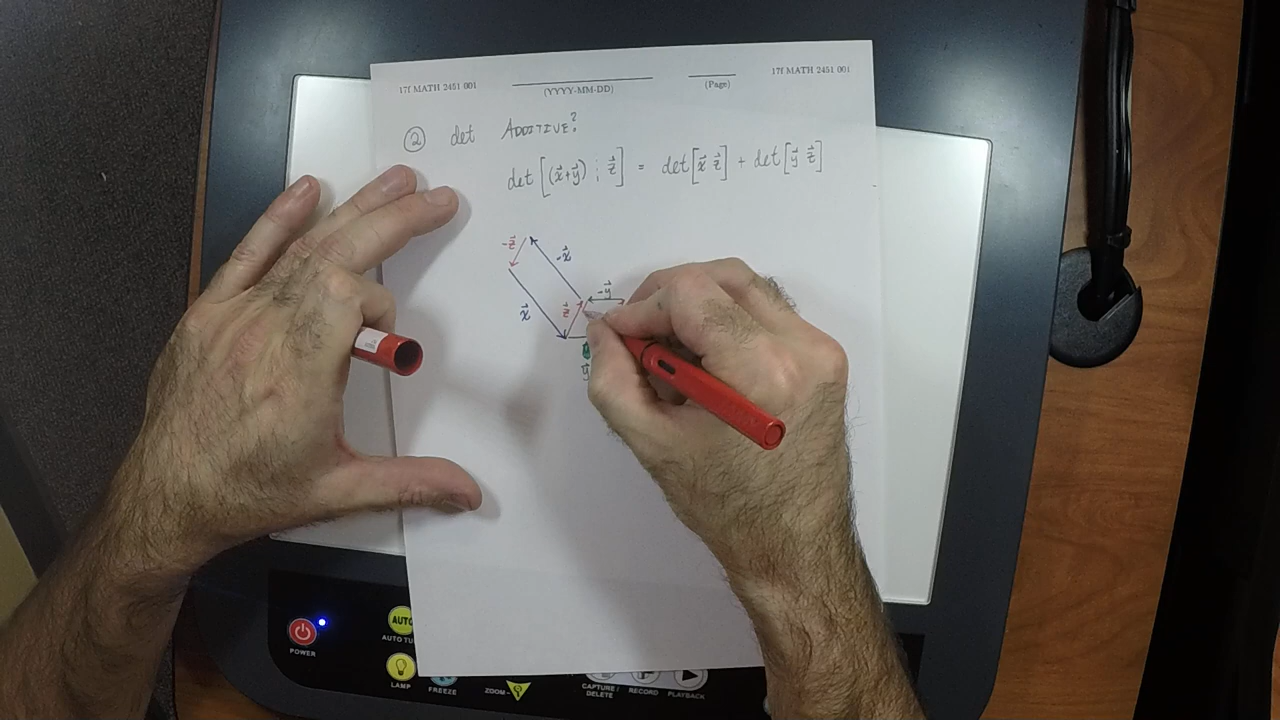 17f MATH 2451 001
(YYYY-MM-DD)
(Page)
17f MATH 2451 001
② det ADDITIVE?
det [(x⃗+y⃗) ; z⃗] = det[x⃗ z⃗] + det[y⃗ z⃗]
-z⃗
-x⃗
-y⃗
x⃗
z⃗
y⃗
POWER
AUTO
AUTO TU
LAMP
FREEZE
ZOOM
CAPTURE / DELETE
RECORD
PLAYBACK